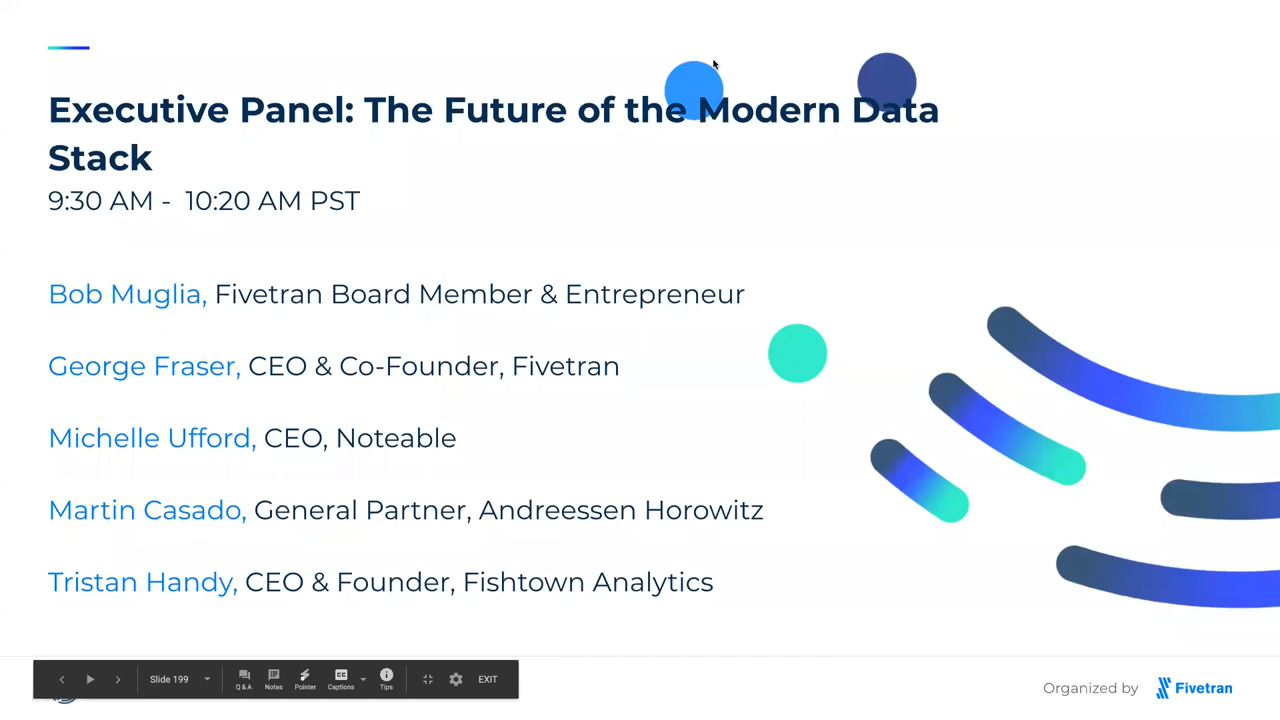 Executive Panel: The Future of the Modern Data
Stack
9:30 AM - 10:20 AM PST
Bob Muglia, Fivetran Board Member & Entrepreneur
George Fraser, CEO & Co-Founder, Fivetran
Michelle Ufford, CEO, Noteable
Martin Casado, General Partner, Andreessen Horowitz
Tristan Handy, CEO & Founder, Fishtown Analytics
Slide 199
Q & A
Notes
Pointer
CC
Captions
Tips
EXIT
Organized by
Fivetran